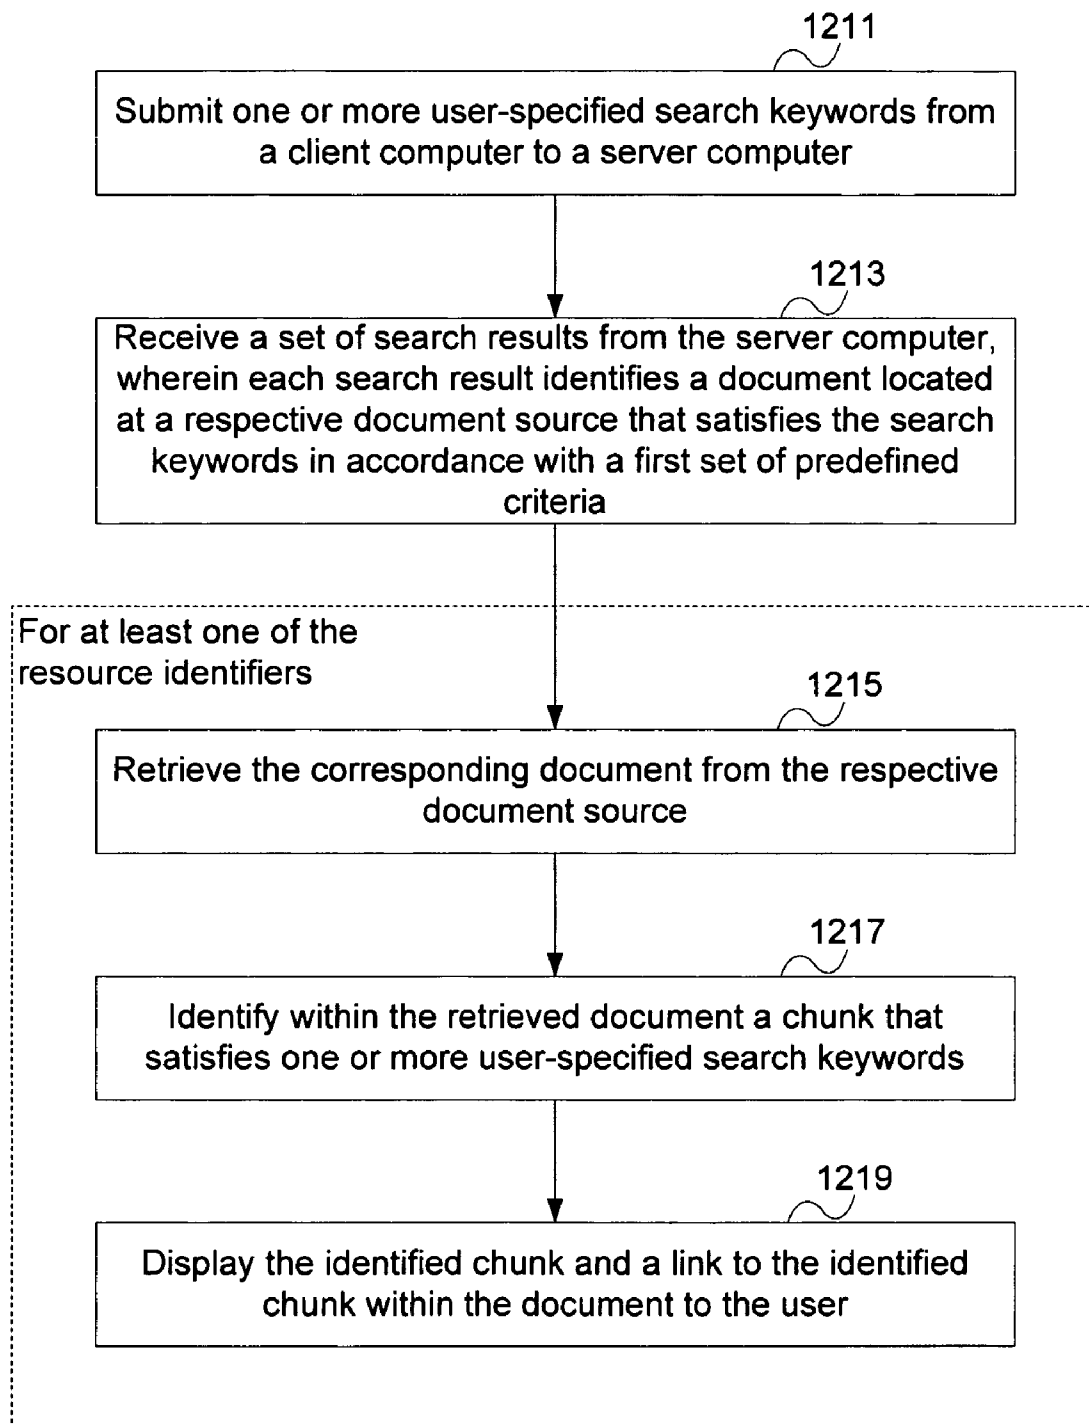 1211
Submit one or more user-specified search keywords from
a client computer to a server computer
1213
Receive a set of search results from the server computer,
wherein each search result identifies a document located
at a respective document source that satisfies the search
keywords in accordance with a first set of predefined
criteria
For at least one of the
resource identifiers
1215
Retrieve the corresponding document from the respective
document source
1217
Identify within the retrieved document a chunk that
satisfies one or more user-specified search keywords
1219
Display the identified chunk and a link to the identified
chunk within the document to the user